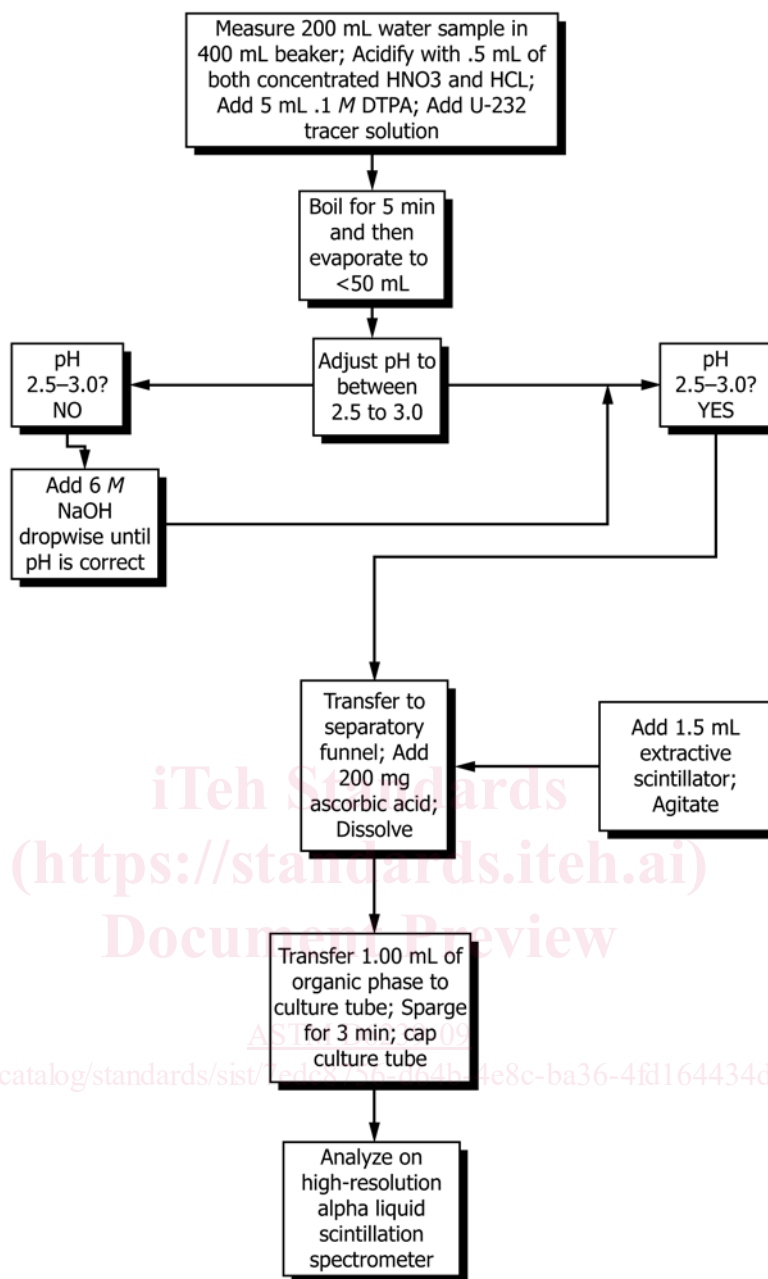 Measure 200 mL water sample in
400 mL beaker; Acidify with .5 mL of
both concentrated HNO3 and HCL;
Add 5 mL .1 M DTPA; Add U-232
tracer solution
Boil for 5 min
and then
evaporate to
<50 mL
pH
2.5–3.0?
NO
Adjust pH to
between
2.5 to 3.0
pH
2.5–3.0?
YES
Add 6 M
NaOH
dropwise until
pH is correct
Transfer to
separatory
funnel; Add
200 mg
ascorbic acid;
Dissolve
Add 1.5 mL
extractive
scintillator;
Agitate
iTeh Standards
(https://standards.iteh.ai)
Document Preview
Transfer 1.00 mL of
organic phase to
culture tube; Sparge
for 3 min; cap
culture tube
ASTM
catalog/standards/sist/
Analyze on
high-resolution
alpha liquid
scintillation
spectrometer